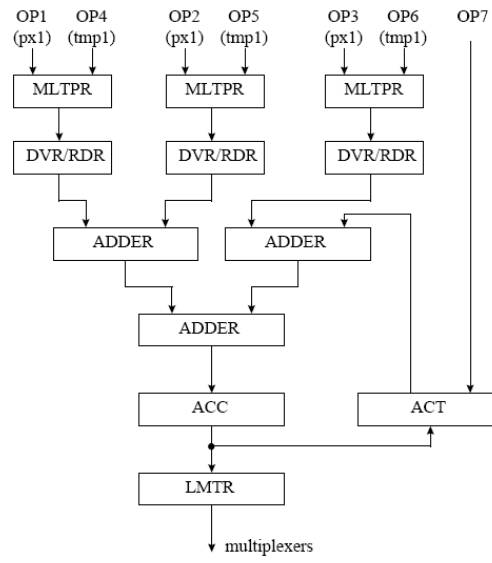 OP1 OP4 OP2 OP5 OP3 OP6 OP7
(px1) (tmp1) (px1) (tmp1) (px1) (tmp1)
MLTPR MLTPR MLTPR
DVR/RDR DVR/RDR DVR/RDR
ADDER ADDER
ADDER
ACC ACT
LMTR
multiplexers